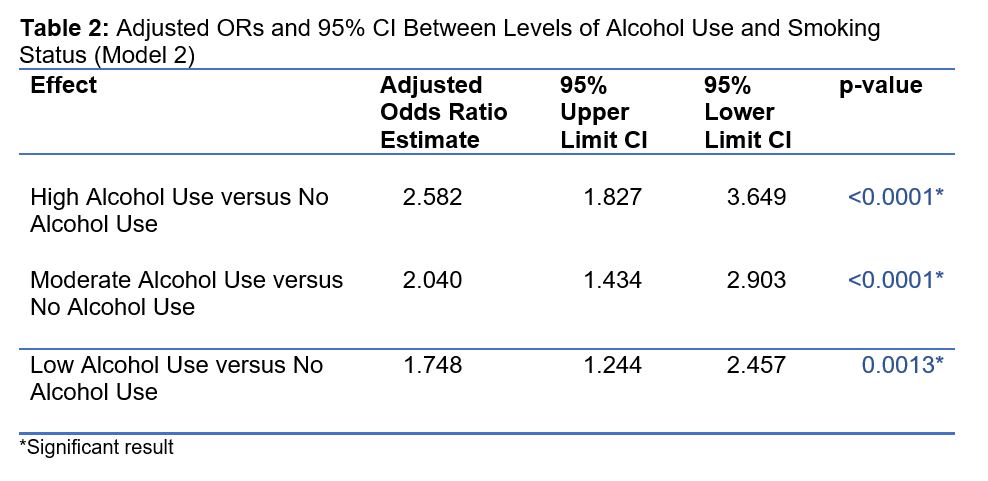 Table 2: Adjusted ORs and 95% CI Between Levels of Alcohol Use and Smoking
Status (Model 2)
Effect Adjusted Odds Ratio Estimate 95% Upper Limit CI 95% Lower Limit CI p-value
High Alcohol Use versus No Alcohol Use 2.582 1.827 3.649 <0.0001*
Moderate Alcohol Use versus No Alcohol Use 2.040 1.434 2.903 <0.0001*
Low Alcohol Use versus No Alcohol Use 1.748 1.244 2.457 0.0013*
*Significant result